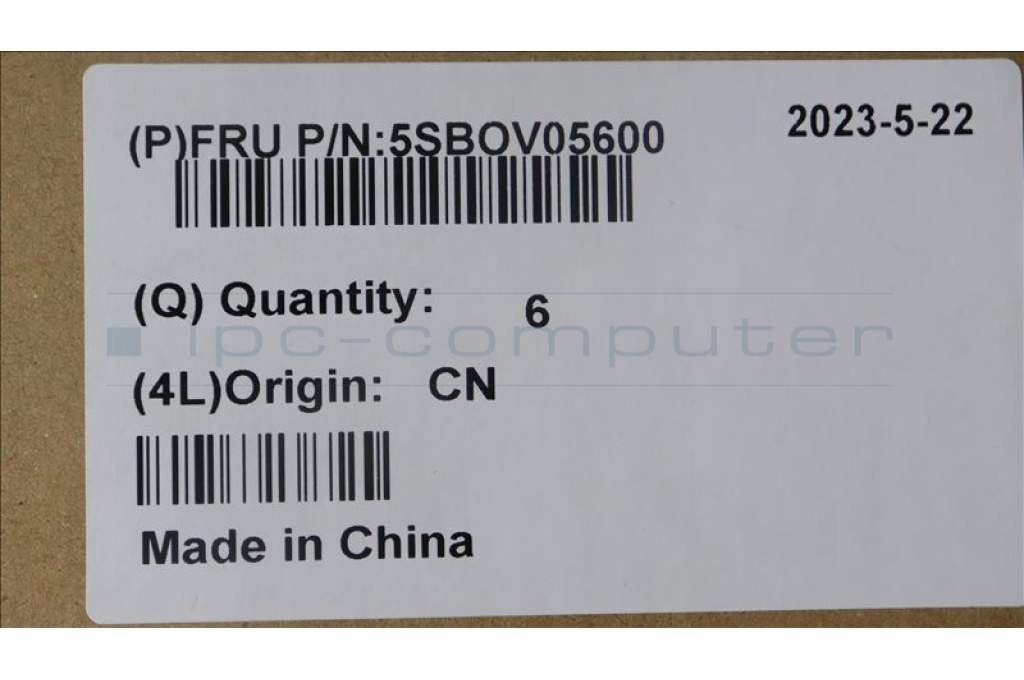 (P)FRU P/N:5SBOV05600
2023-5-22
(Q) Quantity: 6
ipc-computer
(4L)Origin: CN
Made in China